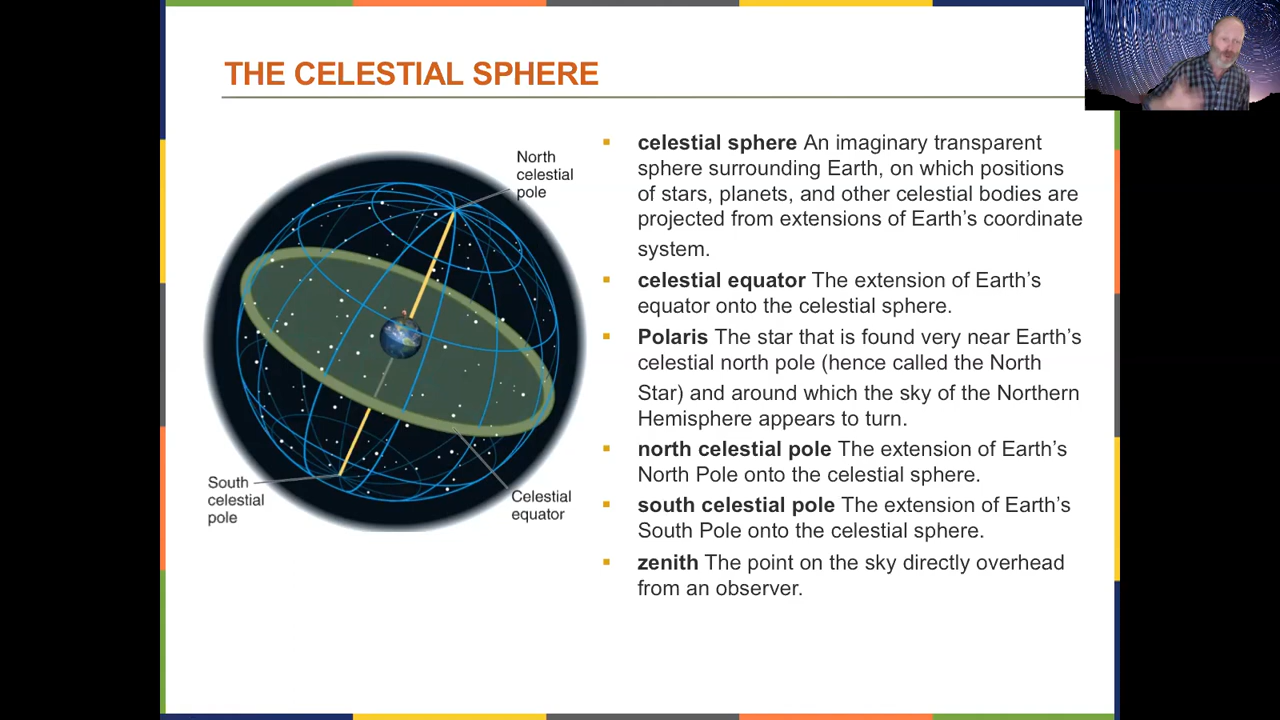 THE CELESTIAL SPHERE
North
celestial
pole
South
celestial
pole
Celestial
equator
celestial sphere An imaginary transparent
sphere surrounding Earth, on which positions
of stars, planets, and other celestial bodies are
projected from extensions of Earth’s coordinate
system.
celestial equator The extension of Earth’s
equator onto the celestial sphere.
Polaris The star that is found very near Earth’s
celestial north pole (hence called the North
Star) and around which the sky of the Northern
Hemisphere appears to turn.
north celestial pole The extension of Earth’s
North Pole onto the celestial sphere.
south celestial pole The extension of Earth’s
South Pole onto the celestial sphere.
zenith The point on the sky directly overhead
from an observer.